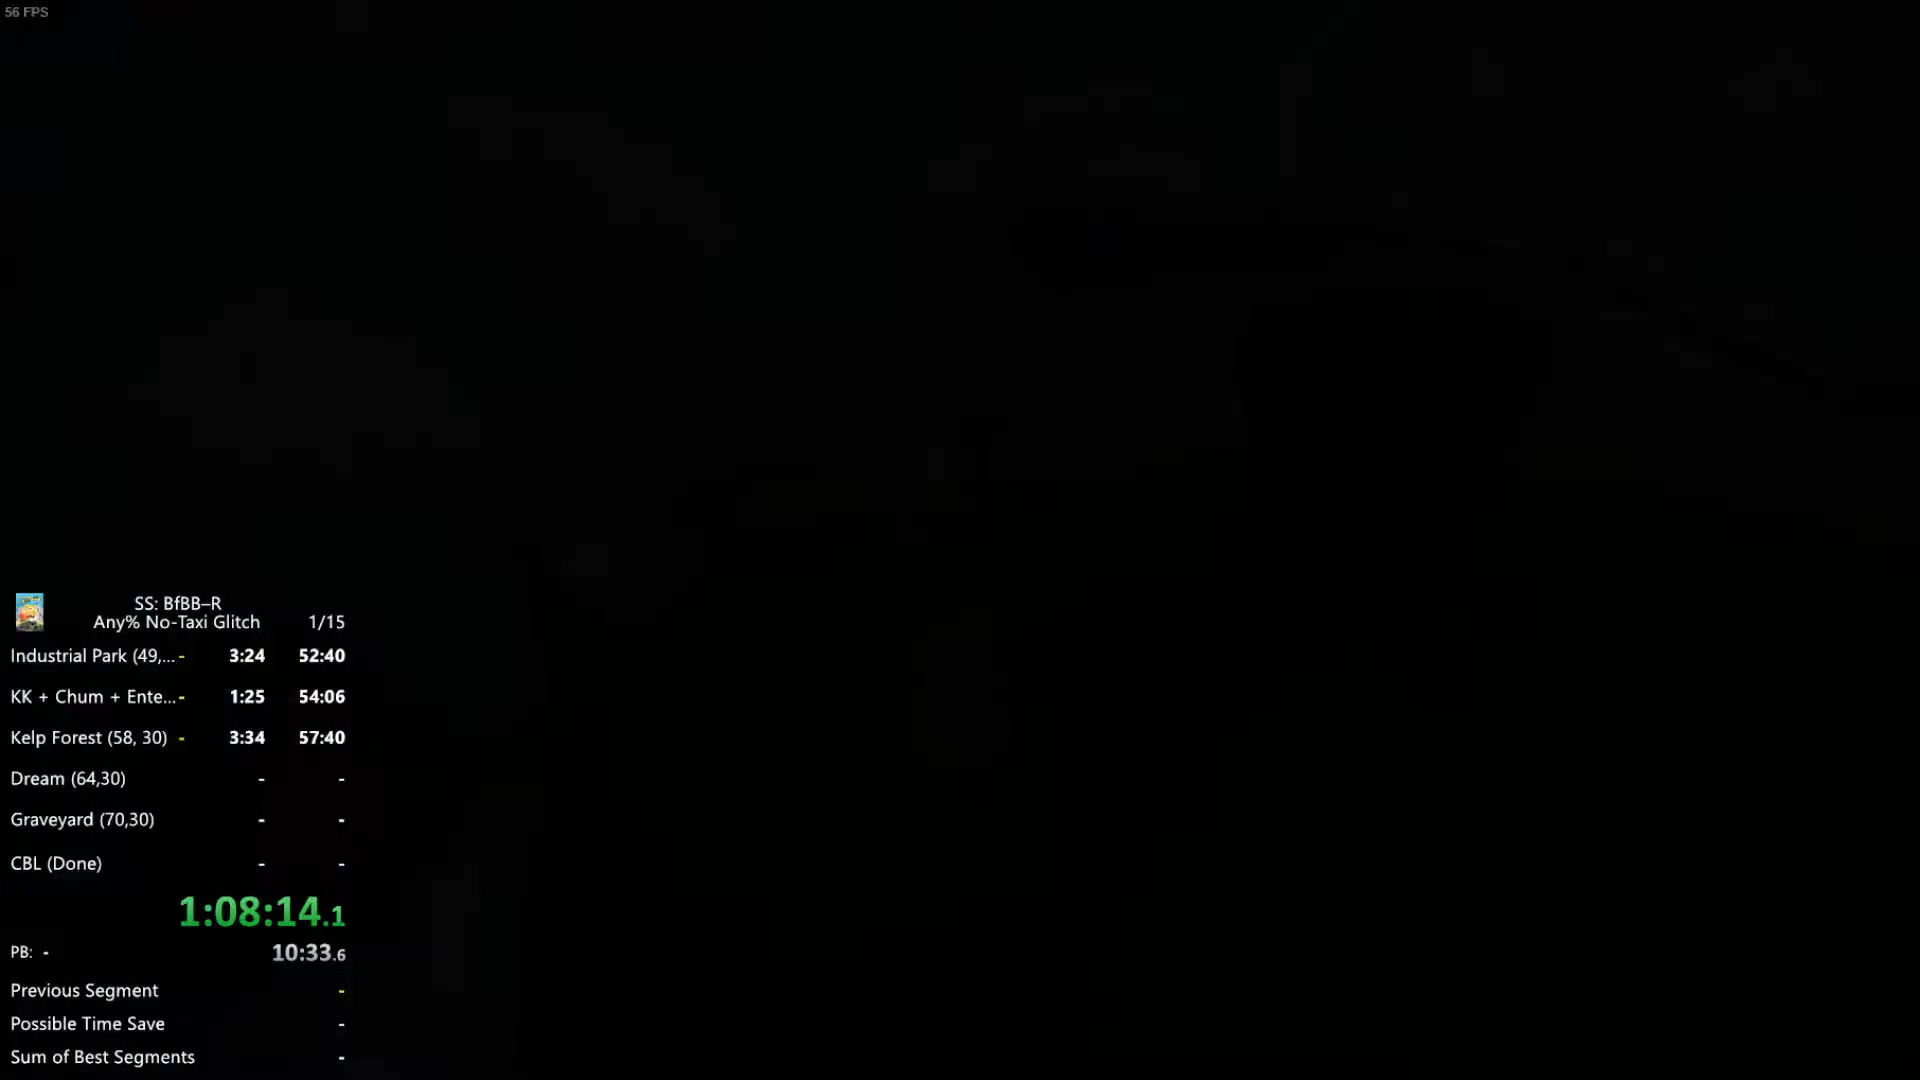 56 FPS
SS: BfBB–R
Any% No-Taxi Glitch 1/15
Industrial Park (49,... - 3:24 52:40
KK + Chum + Ente...- 1:25 54:06
Kelp Forest (58, 30) - 3:34 57:40
Dream (64,30) - -
Graveyard (70,30) - -
CBL (Done) - -
1:08:14.1
PB: - 10:33.6
Previous Segment -
Possible Time Save -
Sum of Best Segments -